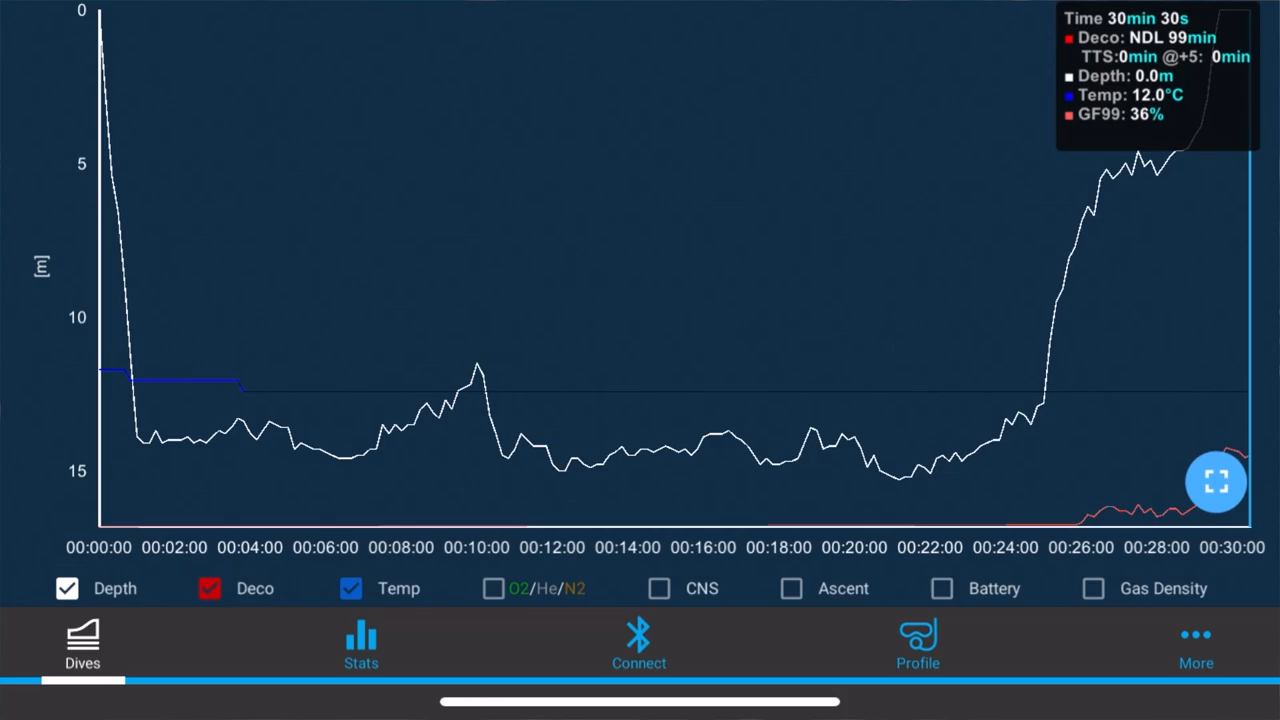 0
5
[m]
10
15
Time 30min 30s
Deco: NDL 99min
TTS:0min @+5: 0min
Depth: 0.0m
Temp: 12.0°C
GF99: 36%
00:00:00 00:02:00 00:04:00 00:06:00 00:08:00 00:10:00 00:12:00 00:14:00 00:16:00 00:18:00 00:20:00 00:22:00 00:24:00 00:26:00 00:28:00 00:30:00
Depth Deco Temp O2/He/N2 CNS Ascent Battery Gas Density
Dives Stats Connect Profile More